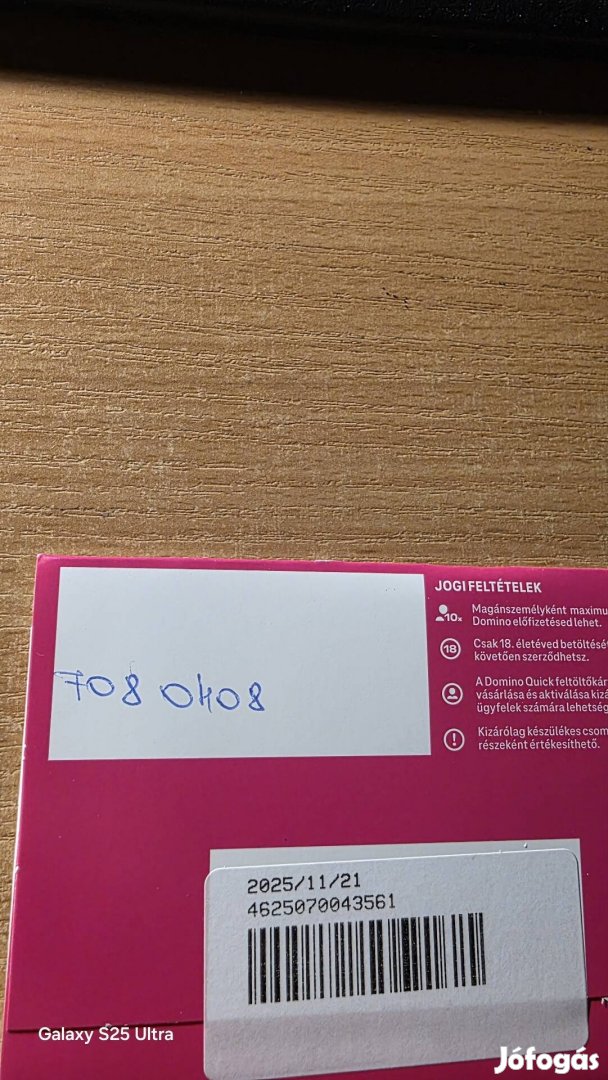 JOGI FELTÉTELEK
10x Magánszemélyként maximu
Domino előfizetésed lehet.
18 Csak 18. életéved betöltésé
követően szerződhetsz.
A Domino Quick feltöltőkár
vásárlása és aktiválása kizá
ügyfelek számára lehetség
Kizárólag készülékes csom
részeként értékesíthető.
708 0408
2025/11/21
4625070043561
Galaxy S25 Ultra
Jófogás